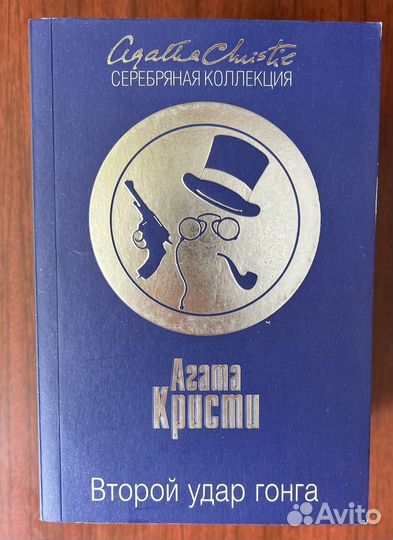 Agatha Christie
СЕРЕБРЯНАЯ КОЛЛЕКЦИЯ
Агата
Кристи
Второй удар гонга
Avito